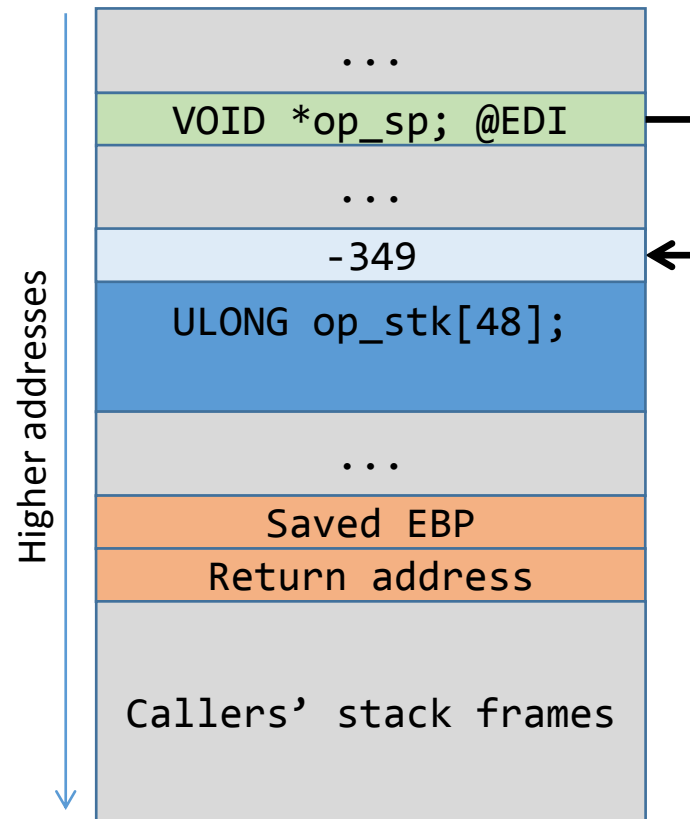 ...
VOID *op_sp; @EDI
...
-349
ULONG op_stk[48];
...
Saved EBP
Return address
Callers’ stack frames
Higher addresses